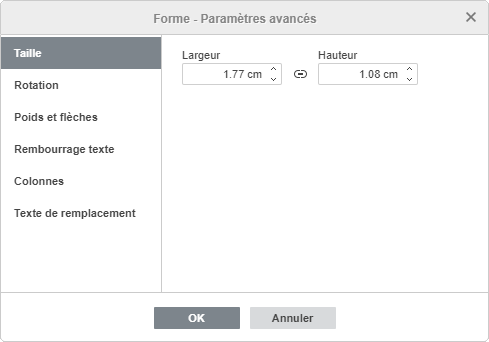 Forme - Paramètres avancés
Taille
Rotation
Poids et flèches
Rembourrage texte
Colonnes
Texte de remplacement
Largeur
Hauteur
1.77 cm
1.08 cm
OK
Annuler